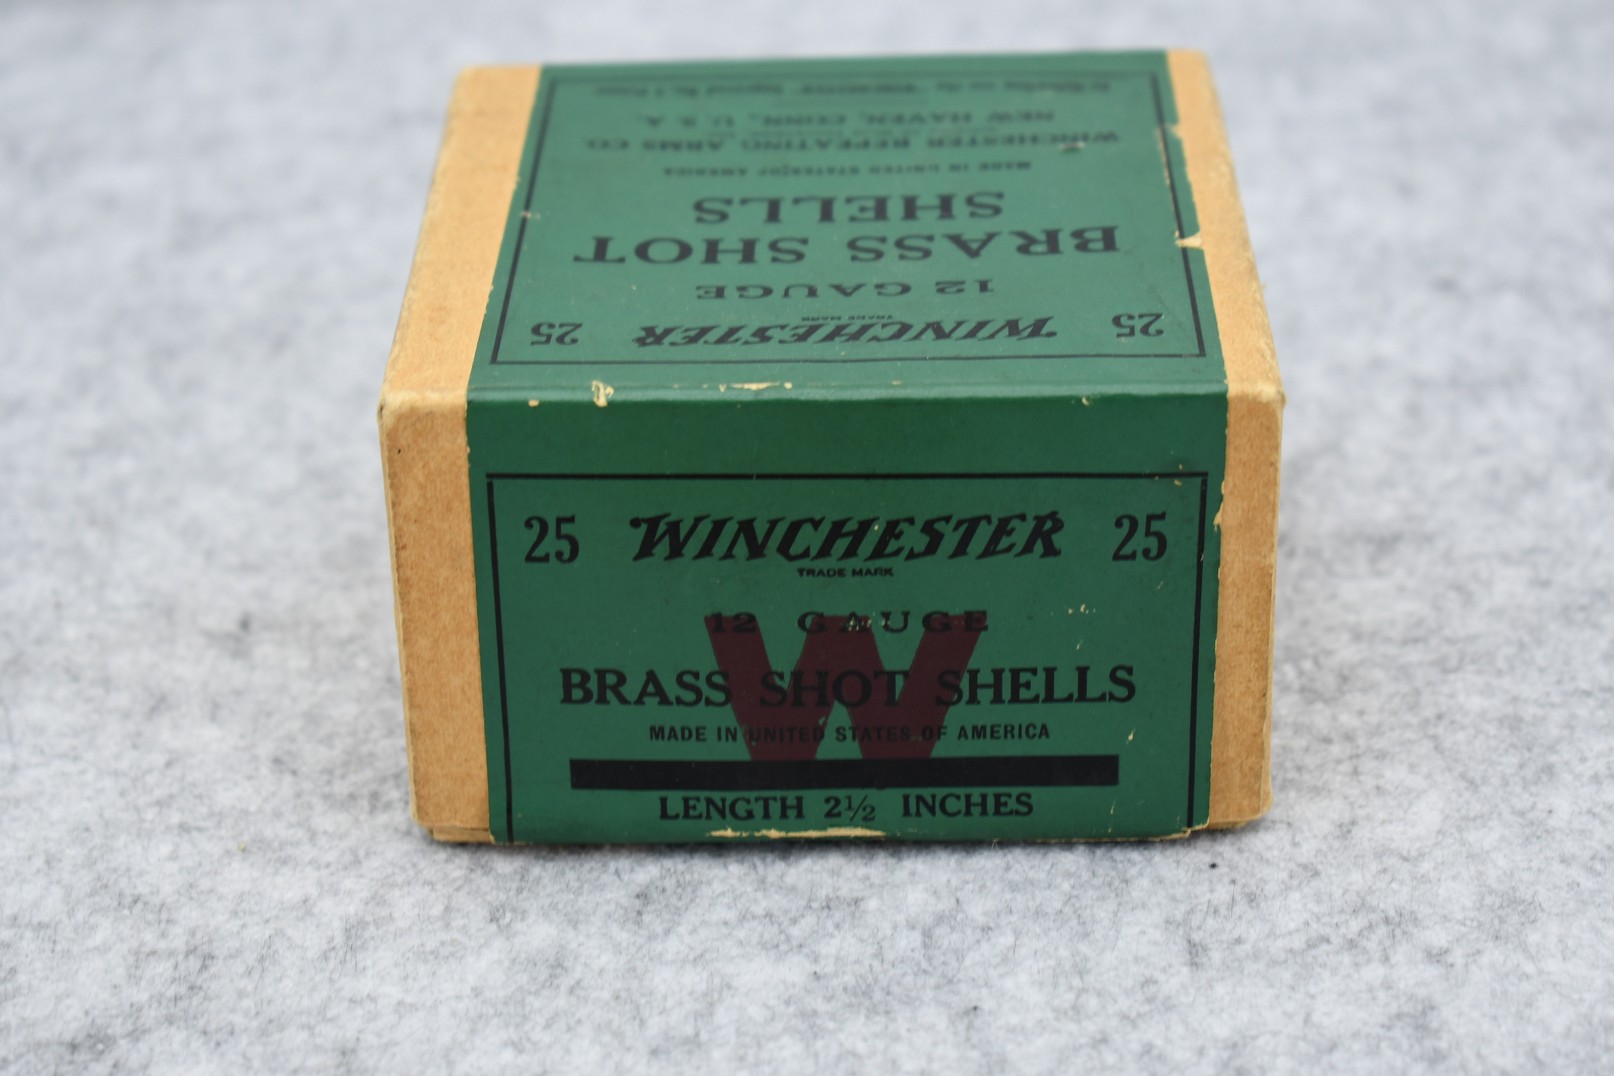 25 WINCHESTER 25
TRADE MARK
12 GAUGE
BRASS SHOT
SHELLS
MADE IN UNITED STATES OF AMERICA
WINCHESTER REPEATING ARMS CO.
NEW HAVEN, CONN., U. S. A.
25 WINCHESTER 25
TRADE MARK
12 GAUGE
BRASS SHOT SHELLS
W
MADE IN UNITED STATES OF AMERICA
LENGTH 2½ INCHES